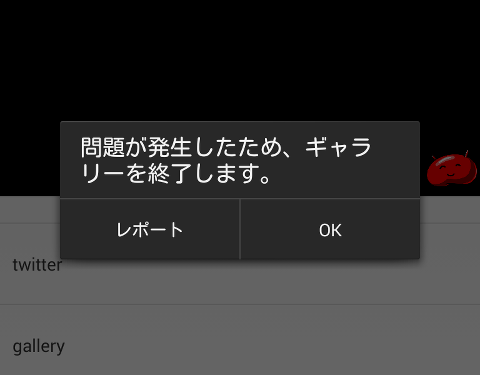 問題が発生したため、ギャラ
リーを終了します。
レポート
OK
twitter
gallery